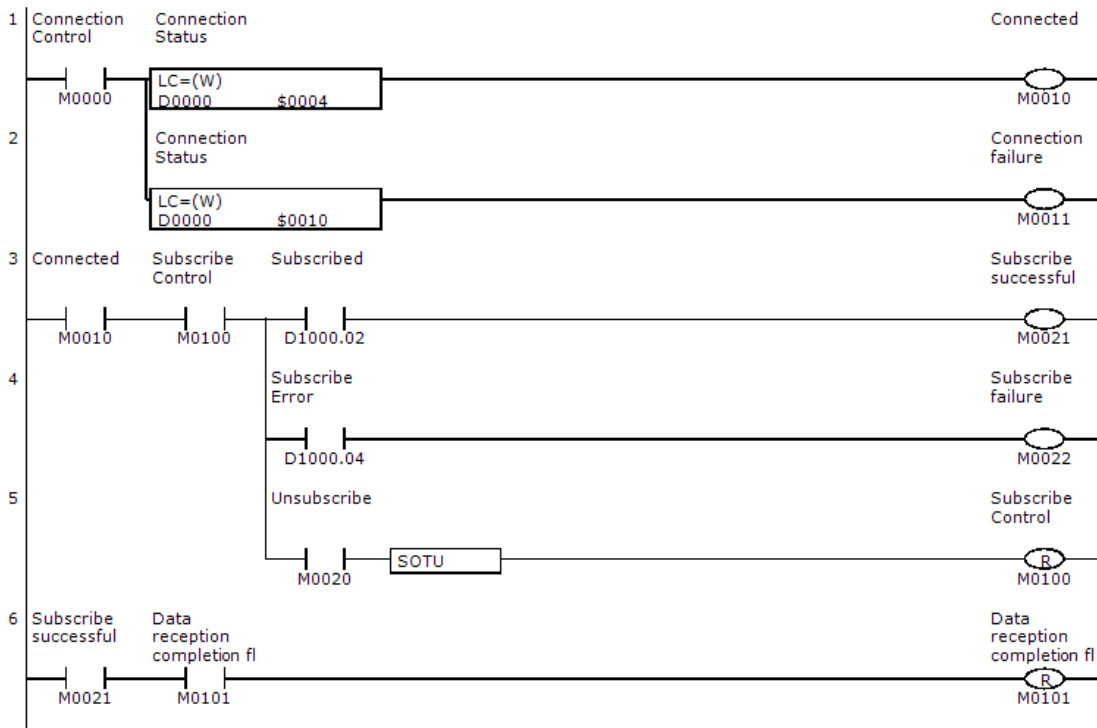 1 Connection Connection Connected
Control Status
LC=(W)
M0000 D0000 $0004 M0010
2 Connection Connection
Status failure
LC=(W)
D0000 $0010 M0011
3 Connected Subscribe Subscribed Subscribe
Control successful
M0010 M0100 D1000.02 M0021
4 Subscribe Subscribe
Error failure
D1000.04 M0022
5 Unsubscribe Subscribe
Control
SOTU R
M0020 M0100
6 Subscribe Data Data
successful reception reception
completion fl completion fl
R
M0021 M0101 M0101